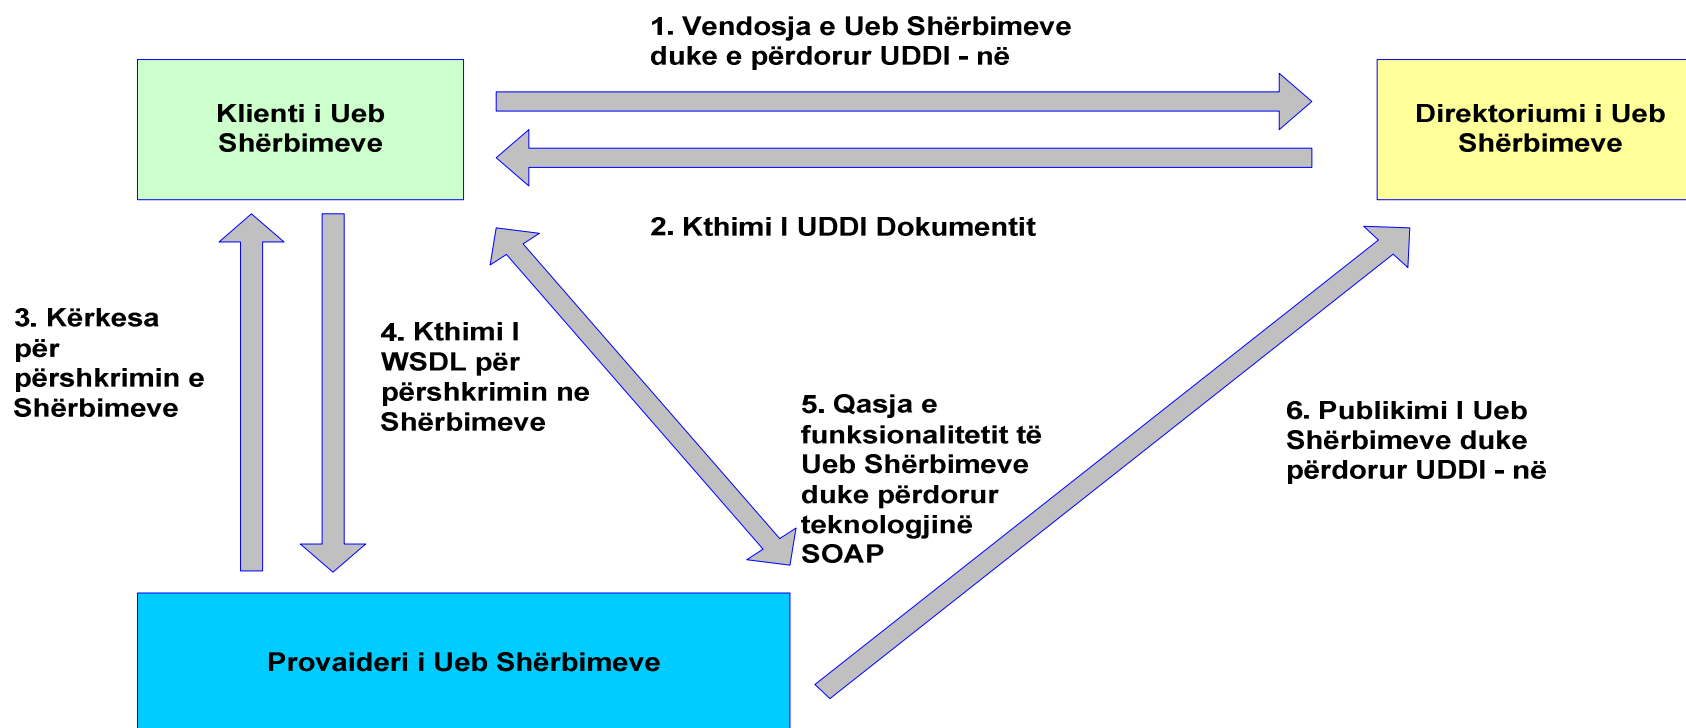 1. Vendosja e Ueb Shërbimeve
duke e përdorur UDDI - në
Klienti i Ueb
Shërbimeve
Direktoriumi i Ueb
Shërbimeve
2. Kthimi I UDDI Dokumentit
3. Kërkesa
për
përshkrimin e
Shërbimeve
4. Kthimi I
WSDL për
përshkrimin ne
Shërbimeve
5. Qasja e
funksionalitetit të
Ueb Shërbimeve
duke përdorur
teknologjinë
SOAP
6. Publikimi I Ueb
Shërbimeve duke
përdorur UDDI - në
Provaideri i Ueb Shërbimeve